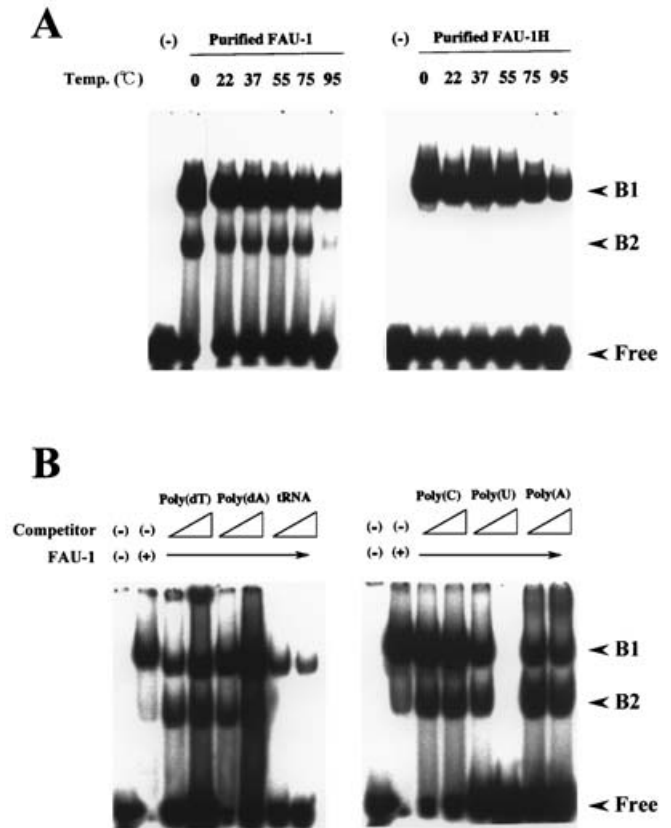 A
(-) Purified FAU-1
Temp. (℃) 0 22 37 55 75 95
(-) Purified FAU-1H
0 22 37 55 75 95
B1
B2
Free
B
Poly(dT) Poly(dA) tRNA
Competitor (-) (-)
FAU-1 (-) (+)
Poly(C) Poly(U) Poly(A)
(-) (-)
(-) (+)
B1
B2
Free